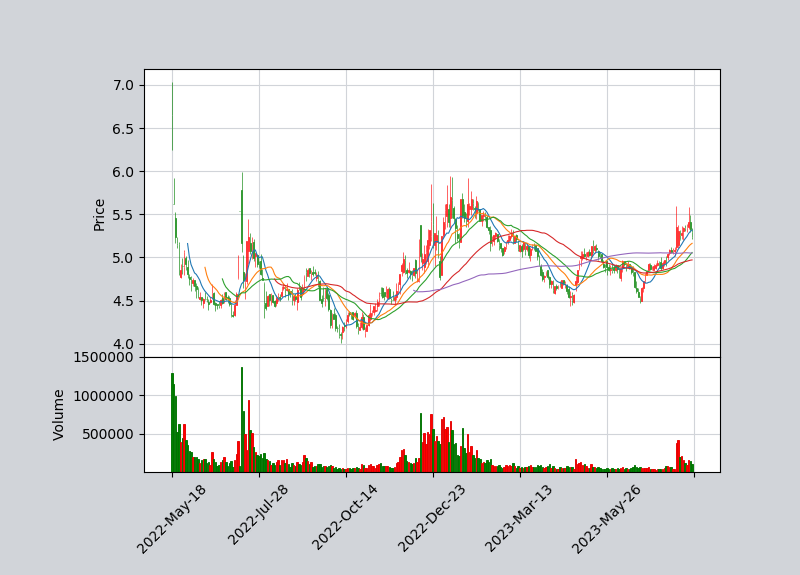 7.0
6.5
6.0
5.5
5.0
4.5
4.0
Price
1500000
1000000
500000
Volume
2022-May-18
2022-Jul-28
2022-Oct-14
2022-Dec-23
2023-Mar-13
2023-May-26